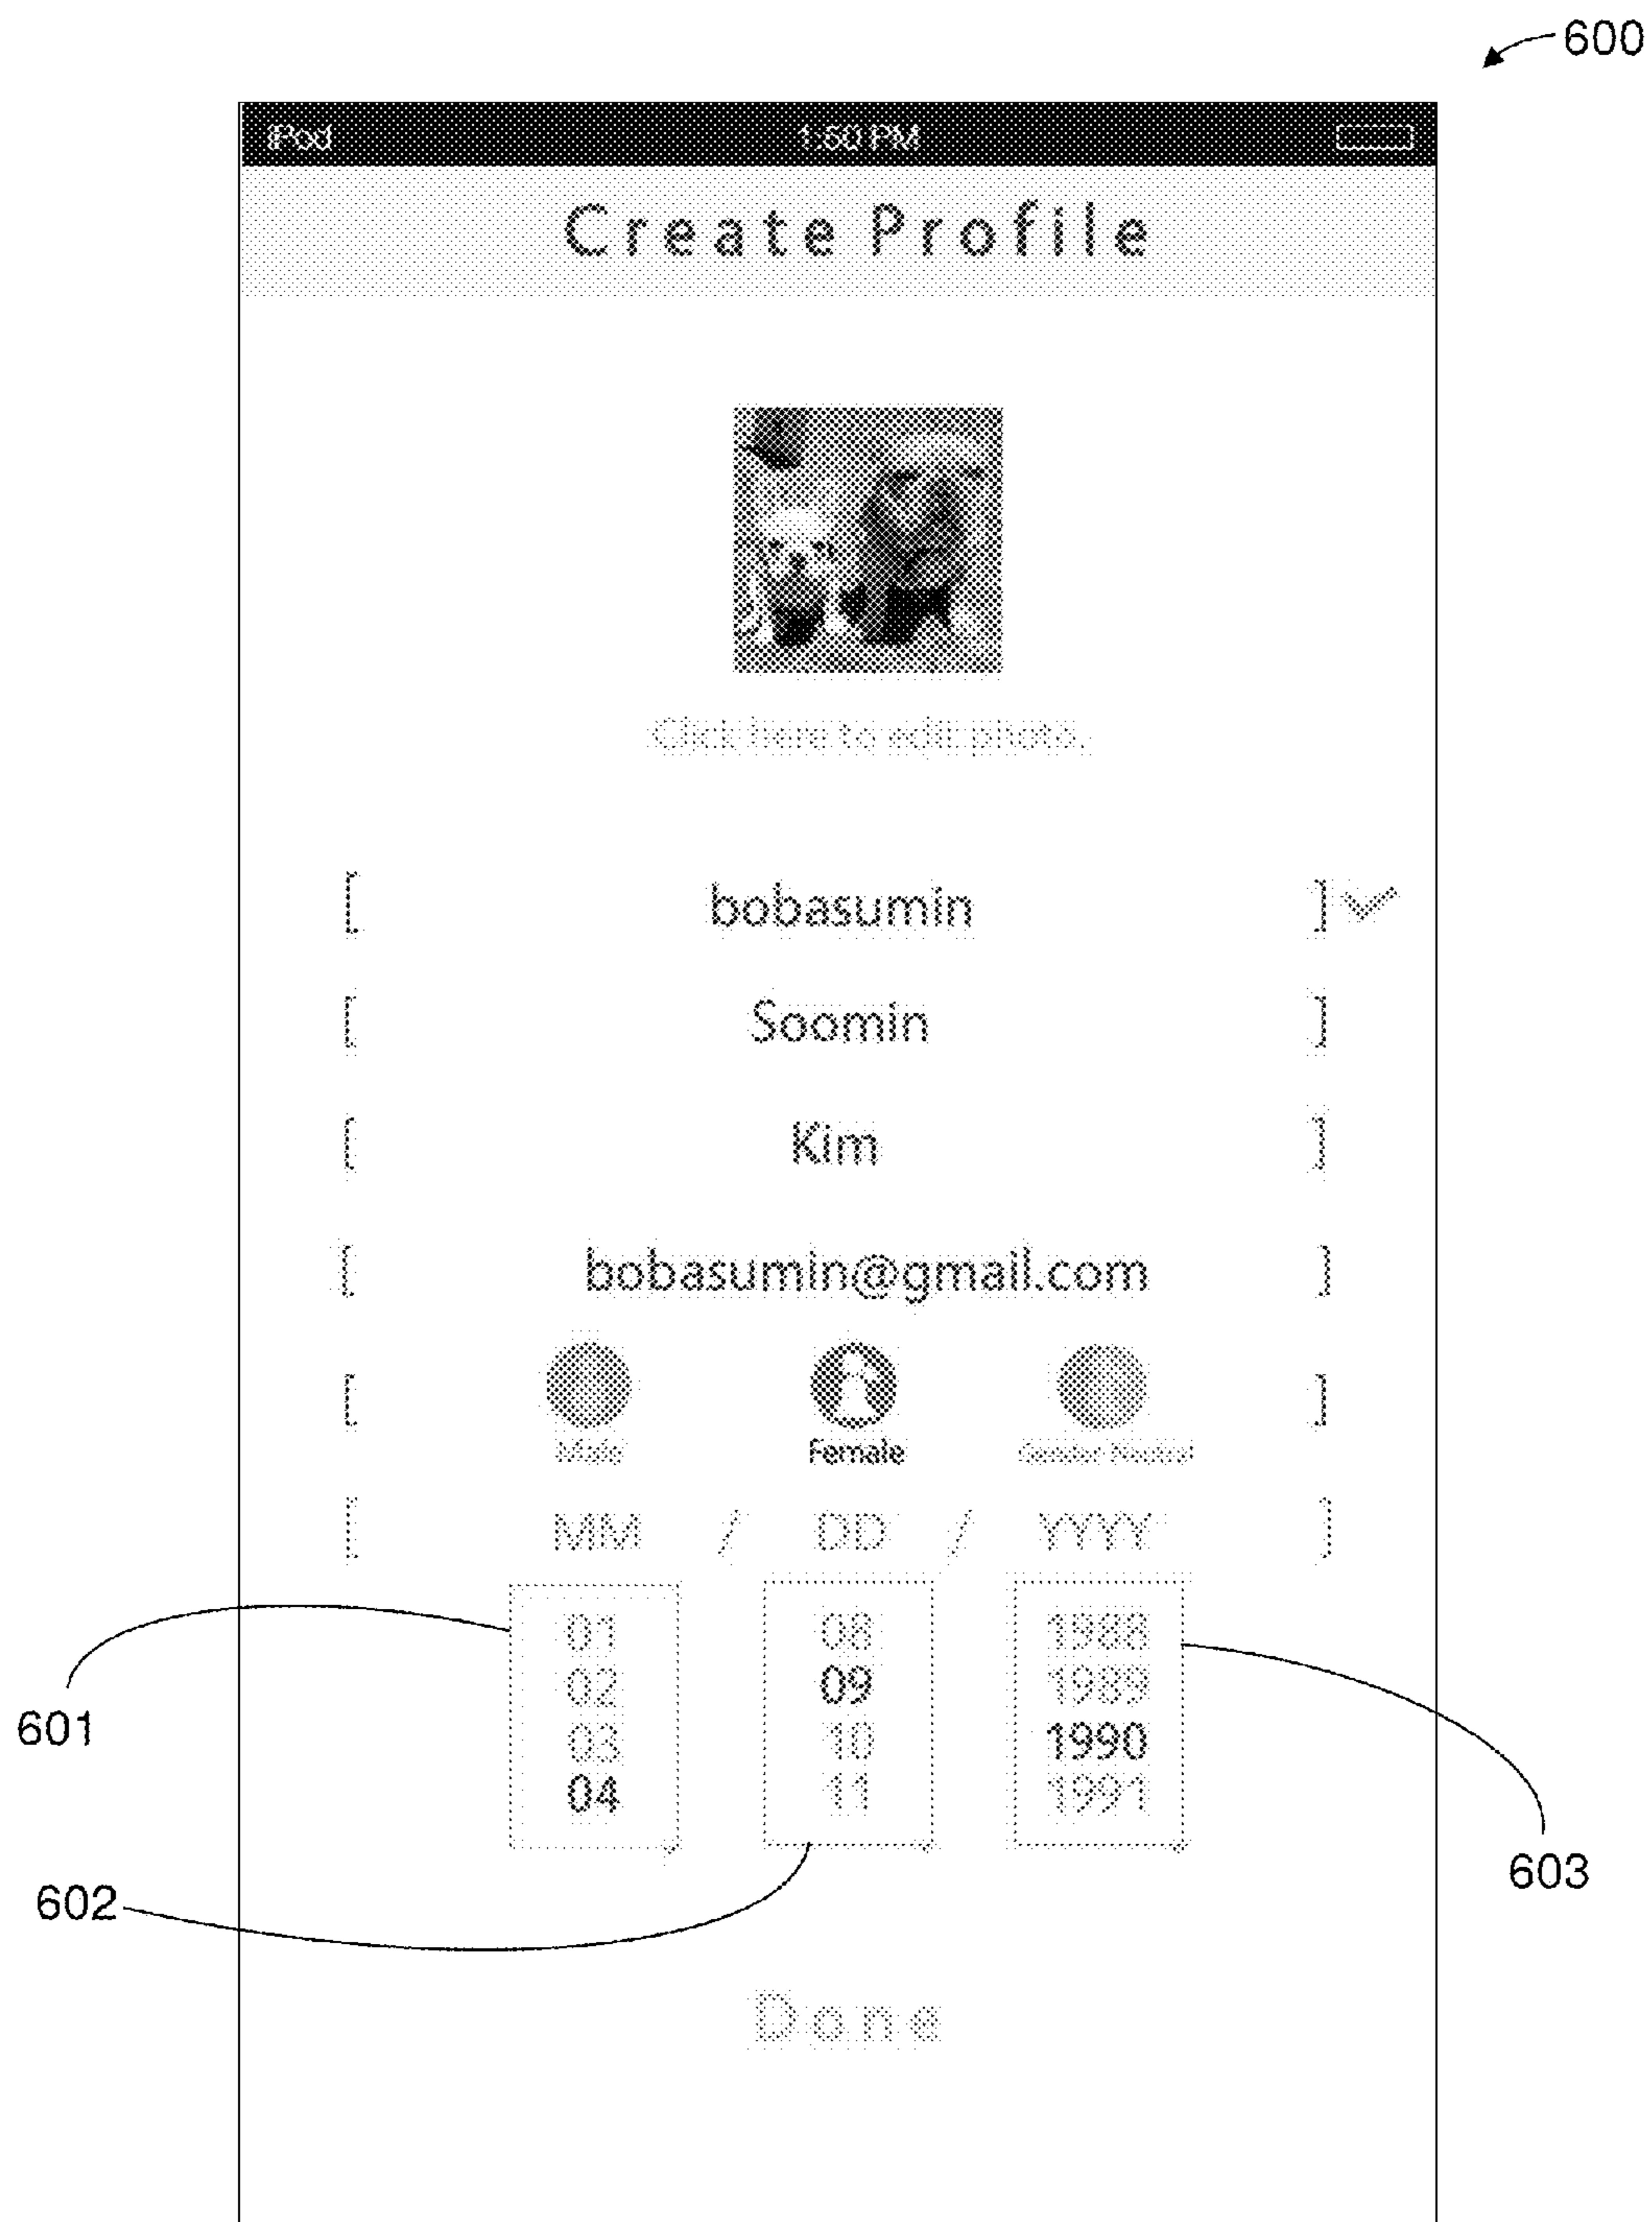 600
iPod 1:50 PM
Create Profile
Click here to edit photo.
[ bobasumin ]
[ Soomin ]
[ Kim ]
[ bobasumin@gmail.com ]
[ Male Female Gender Neutral ]
[ MM / DD / YYYY ]
01 08 1988
02 09 1989
03 10 1990
04 11 1991
601
602
603
Done